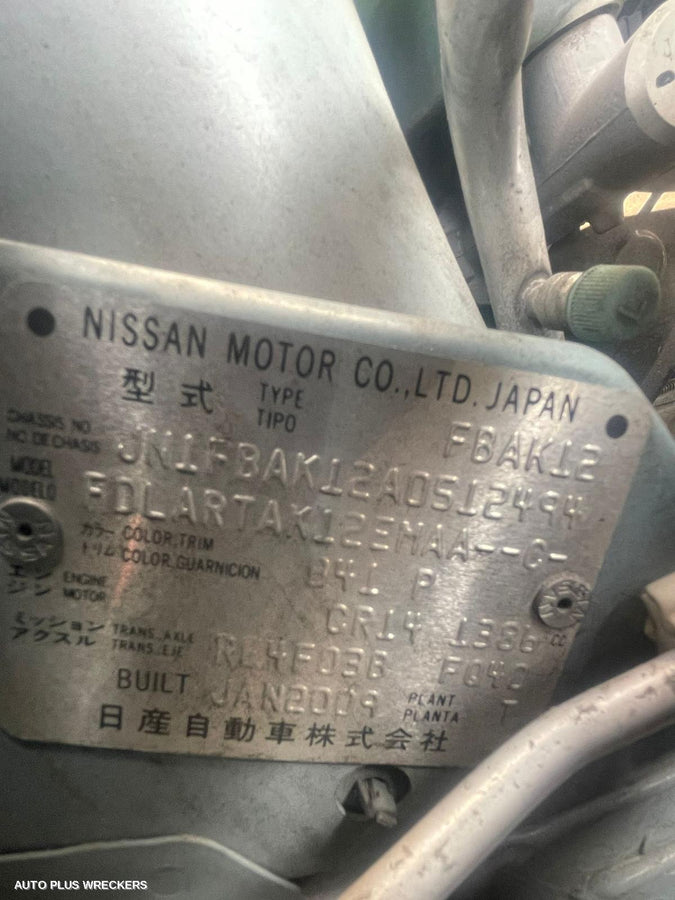 NISSAN MOTOR CO.,LTD. JAPAN
型式 TYPE TIPO FBAK12
CHASSIS NO
NO. DE CHASIS JN1FBAK12A0512494
MODEL
MODELO FDLARTAK12EMAA--C-
カラー COLOR,TRIM
トリム COLOR,GUARNICION B41 P
エン ENGINE
ジン MOTOR CR14 1386 CC
ミッション TRANS.,AXLE
アクスル TRANS.,EJE RE4F03B FQ40
BUILT JAN2009 PLANT PLANTA T
日産自動車株式会社
AUTO PLUS WRECKERS